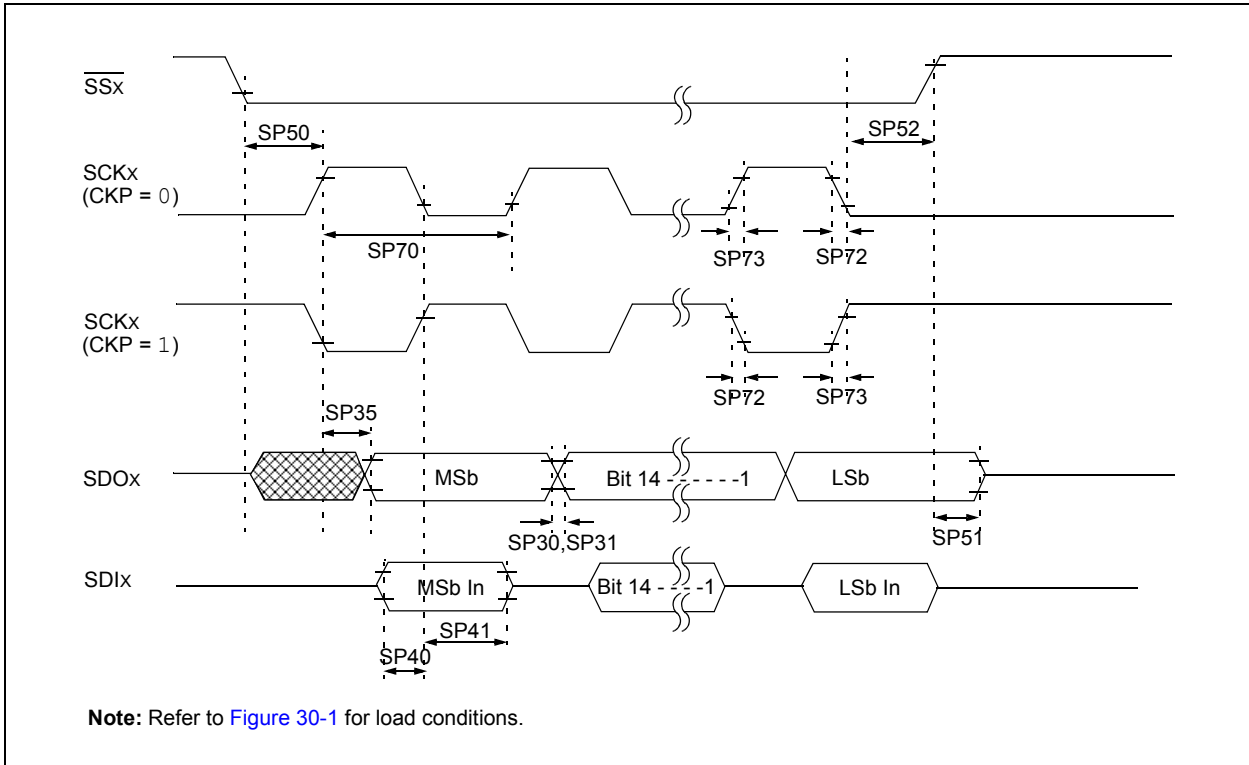 SSx
SP50
SP52
SCKx
(CKP = 0)
SP70
SP73
SP72
SCKx
(CKP = 1)
SP72
SP73
SP35
SDOx
MSb
Bit 14 - - - - - -1
LSb
SP30,SP31
SP51
SDIx
MSb In
Bit 14 - - - -1
LSb In
SP41
SP40
Note: Refer to Figure 30-1 for load conditions.